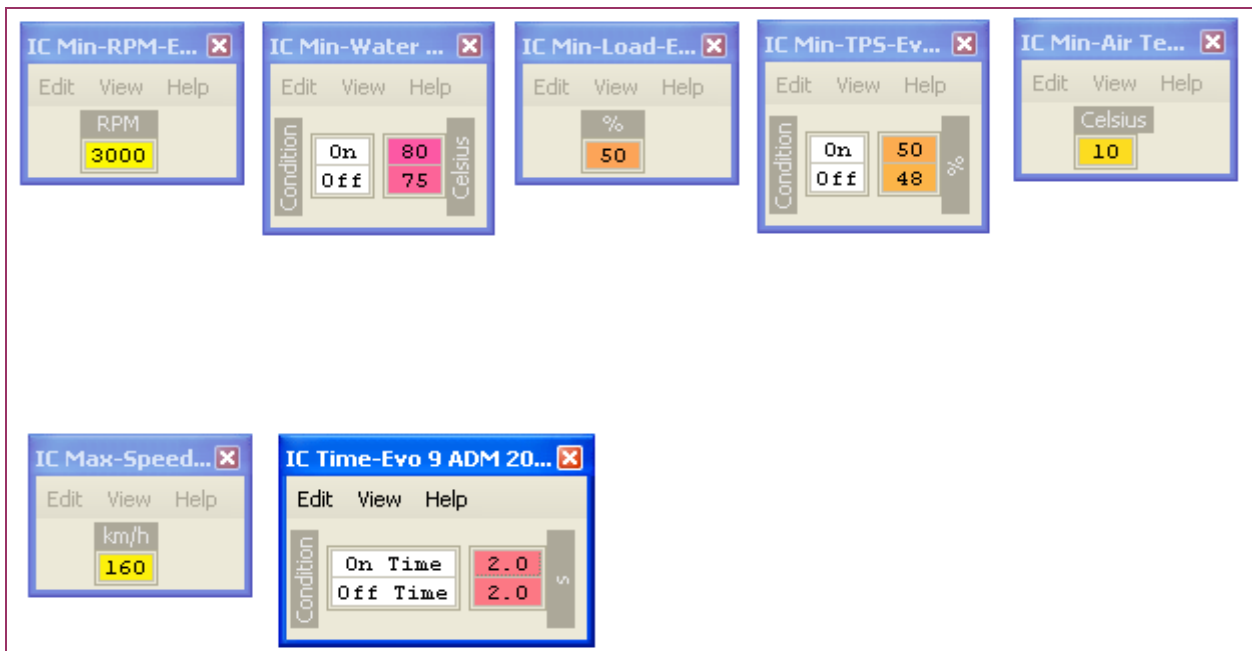 IC Min-RPM-E...
Edit View Help
RPM
3000
IC Min-Water ...
Edit View Help
Condition
On 80
Off 75
Celsius
IC Min-Load-E...
Edit View Help
%
50
IC Min-TPS-Ev...
Edit View Help
Condition
On 50
Off 48
%
IC Min-Air Te...
Edit View Help
Celsius
10
IC Max-Speed...
Edit View Help
km/h
160
IC Time-Evo 9 ADM 20...
Edit View Help
Condition
On Time 2.0
Off Time 2.0
s